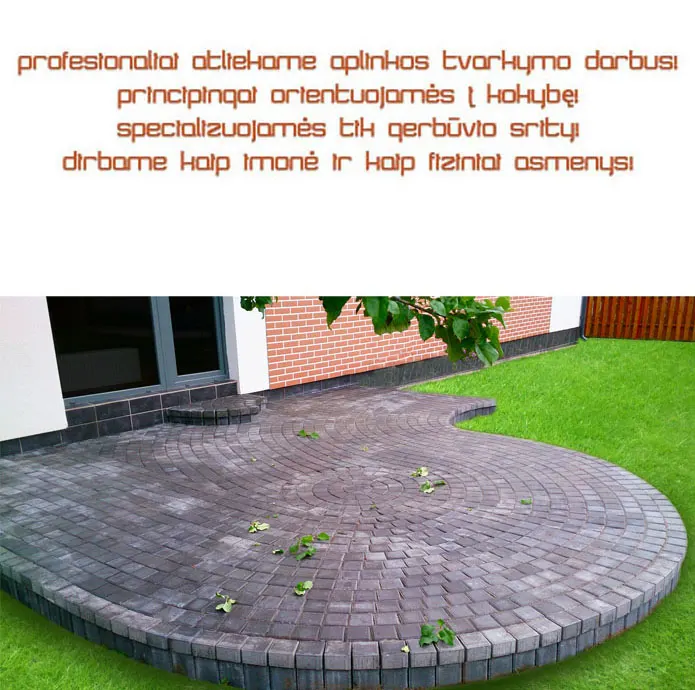 profesionaliai atliekame aplinkos tvarkymo darbus!
principingai orientuojamės į kokybę!
specializuojamės tik gerbūvio srity!
dirbame kaip įmonė ir kaip fiziniai asmenys!